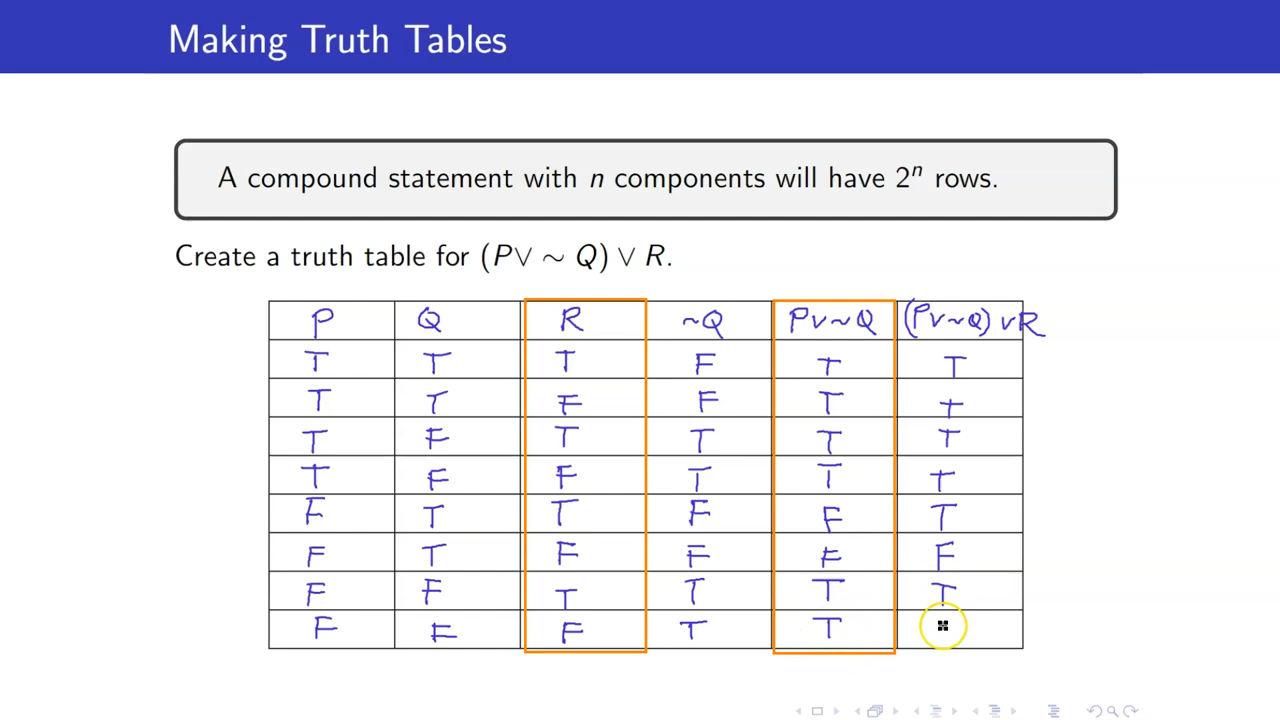 Making Truth Tables
A compound statement with n components will have 2ⁿ rows.
Create a truth table for (P∨ ∼ Q) ∨ R.
P Q R ~Q P∨~Q (P∨~Q)∨R
T T T F T T
T T F F T T
T F T T T T
T F F T T T
F T T F F T
F T F F F F
F F T T T T
F F F T T